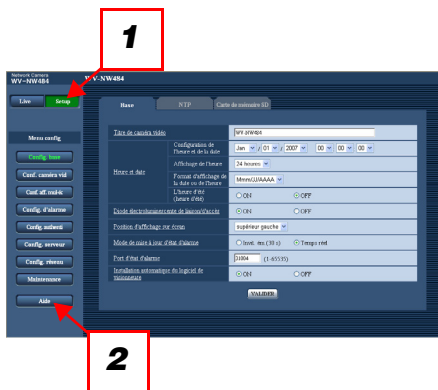 1
Network Camera
WV-NW484
WV-NW484
Live Setup
Base NTP Carte de mémoire SD
Menu config
Config. base
Conf. caméra vid
Conf.aff. mul-éc
Config. d'alarme
Config. authenti
Config. serveur
Config. réseau
Maintenance
Aide
Titre de caméra vidéo WV-NW484
Heure et date
Configuration de l'heure et de la date Jan / 01 / 2007 00 : 00 : 00
Affichage de l'heure 24 heures
Format d'affichage de la date ou de l'heure Mmm/JJ/AAAA
L'heure d'été (heure d'été) ON OFF
Diode électroluminescente de liaison/d'accès ON OFF
Position d'affichage sur écran supérieur gauche
Mode de mise à jour d'état d'alarme Invit. ém. (30 s) Temps réel
Port d'état d'alarme 31004 (1-65535)
Installation automatique du logiciel de visionneuse ON OFF
VALIDER
2